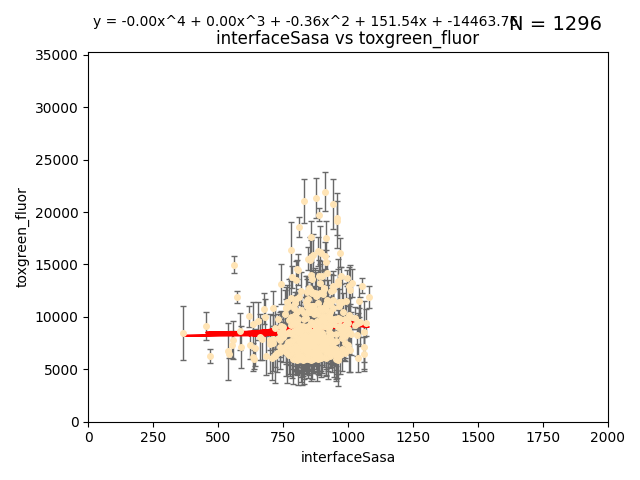 y = -0.00x^4 + 0.00x^3 + -0.36x^2 + 151.54x + -14463.76
N = 1296
interfaceSasa vs toxgreen_fluor
35000
30000
25000
20000
15000
10000
5000
0
toxgreen_fluor
0 250 500 750 1000 1250 1500 1750 2000
interfaceSasa